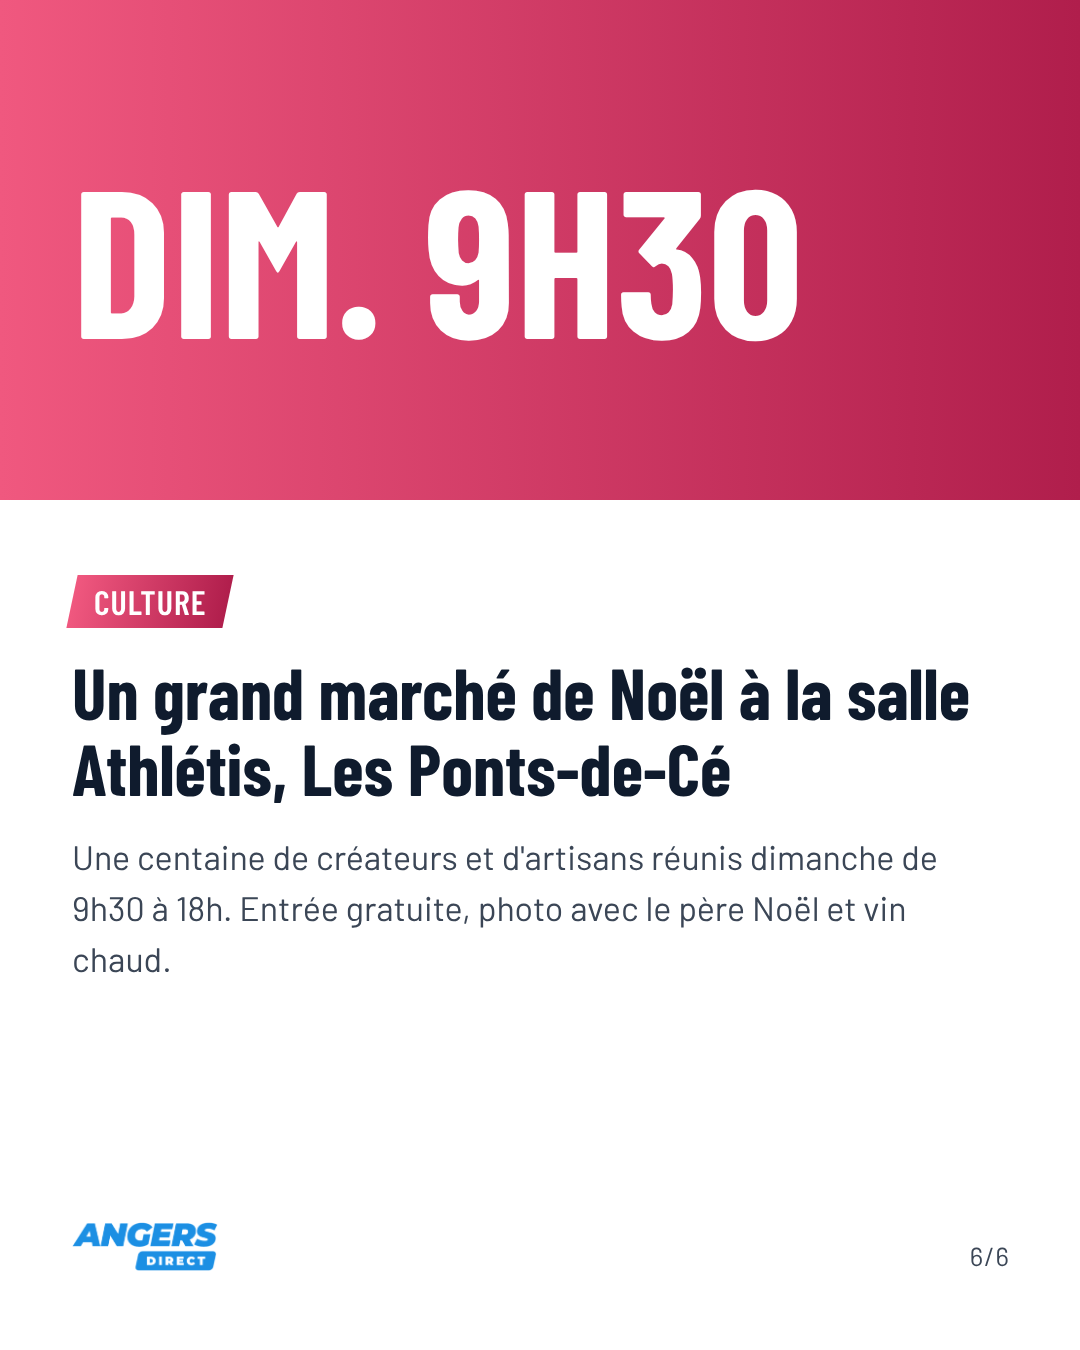 DIM. 9H30
CULTURE
Un grand marché de Noël à la salle
Athlétis, Les Ponts-de-Cé
Une centaine de créateurs et d'artisans réunis dimanche de
9h30 à 18h. Entrée gratuite, photo avec le père Noël et vin
chaud.
ANGERS
DIRECT
6/6